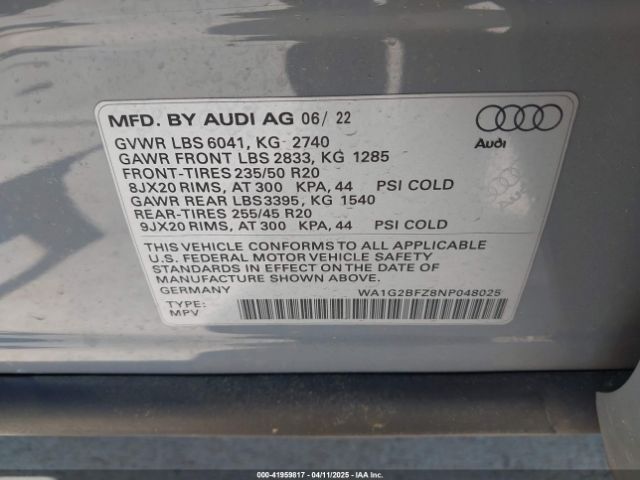 MFD. BY AUDI AG 06/ 22
GVWR LBS 6041, KG 2740
GAWR FRONT LBS 2833, KG 1285
FRONT-TIRES 235/50 R20
8JX20 RIMS, AT 300 KPA, 44 PSI COLD
GAWR REAR LBS3395, KG 1540
REAR-TIRES 255/45 R20
9JX20 RIMS, AT 300 KPA, 44 PSI COLD
Audi
THIS VEHICLE CONFORMS TO ALL APPLICABLE
U.S. FEDERAL MOTOR VEHICLE SAFETY
STANDARDS IN EFFECT ON THE DATE OF
MANUFACTURE SHOWN ABOVE.
GERMANY WA1G2BFZ8NP048025
TYPE:
MPV
000-41959817 - 04/11/2025 - IAA Inc.